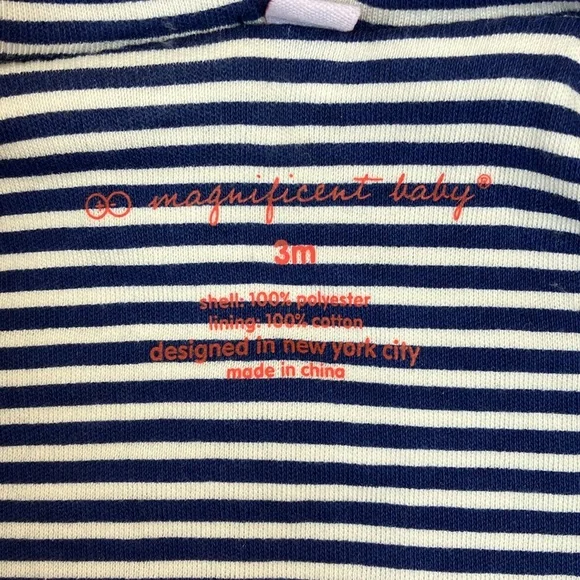 magnificent baby®
3m
shell: 100% polyester
lining: 100% cotton
designed in new york city
made in china